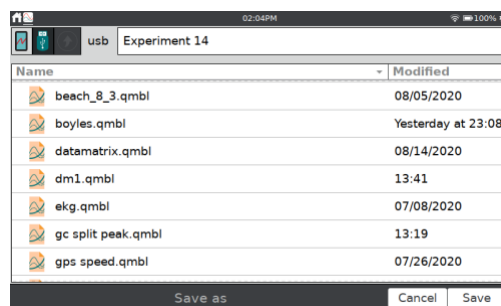 02:04PM 100%
usb Experiment 14
Name Modified
beach_8_3.qmbl 08/05/2020
boyles.qmbl Yesterday at 23:08
datamatrix.qmbl 08/14/2020
dm1.qmbl 13:41
ekg.qmbl 07/08/2020
gc split peak.qmbl 13:19
gps speed.qmbl 07/26/2020
Save as Cancel Save